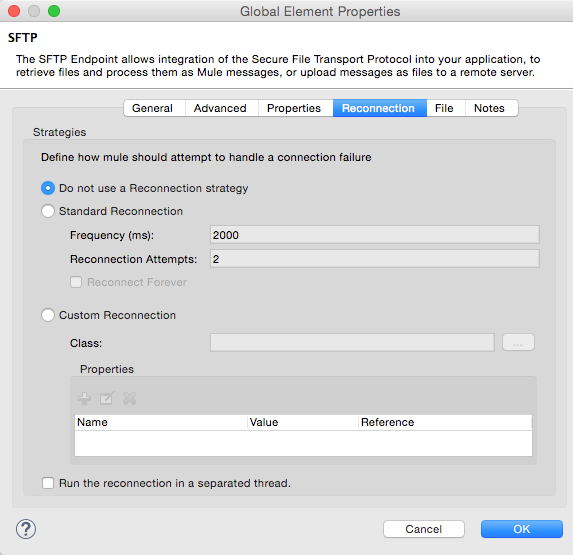 Global Element Properties
SFTP
The SFTP Endpoint allows integration of the Secure File Transport Protocol into your application, to
retrieve files and process them as Mule messages, or upload messages as files to a remote server.
General Advanced Properties Reconnection File Notes
Strategies
Define how mule should attempt to handle a connection failure
Do not use a Reconnection strategy
Standard Reconnection
Frequency (ms): 2000
Reconnection Attempts: 2
Reconnect Forever
Custom Reconnection
Class: ...
Properties
Name Value Reference
Run the reconnection in a separated thread.
? Cancel OK